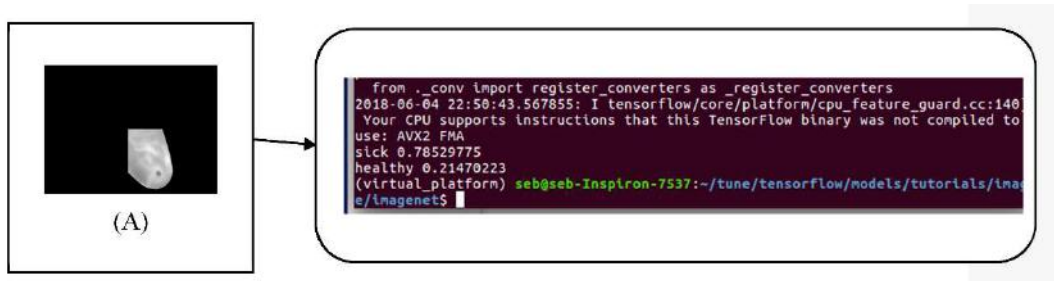 (A)
from ._conv import register_converters as _register_converters
2018-06-04 22:50:43.567855: I tensorflow/core/platform/cpu_feature_guard.cc:140]
Your CPU supports instructions that this TensorFlow binary was not compiled to
use: AVX2 FMA
sick 0.78529775
healthy 0.21470223
(virtual_platform) seb@seb-Inspiron-7537:~/tune/tensorflow/models/tutorials/imag
e/imagenet$